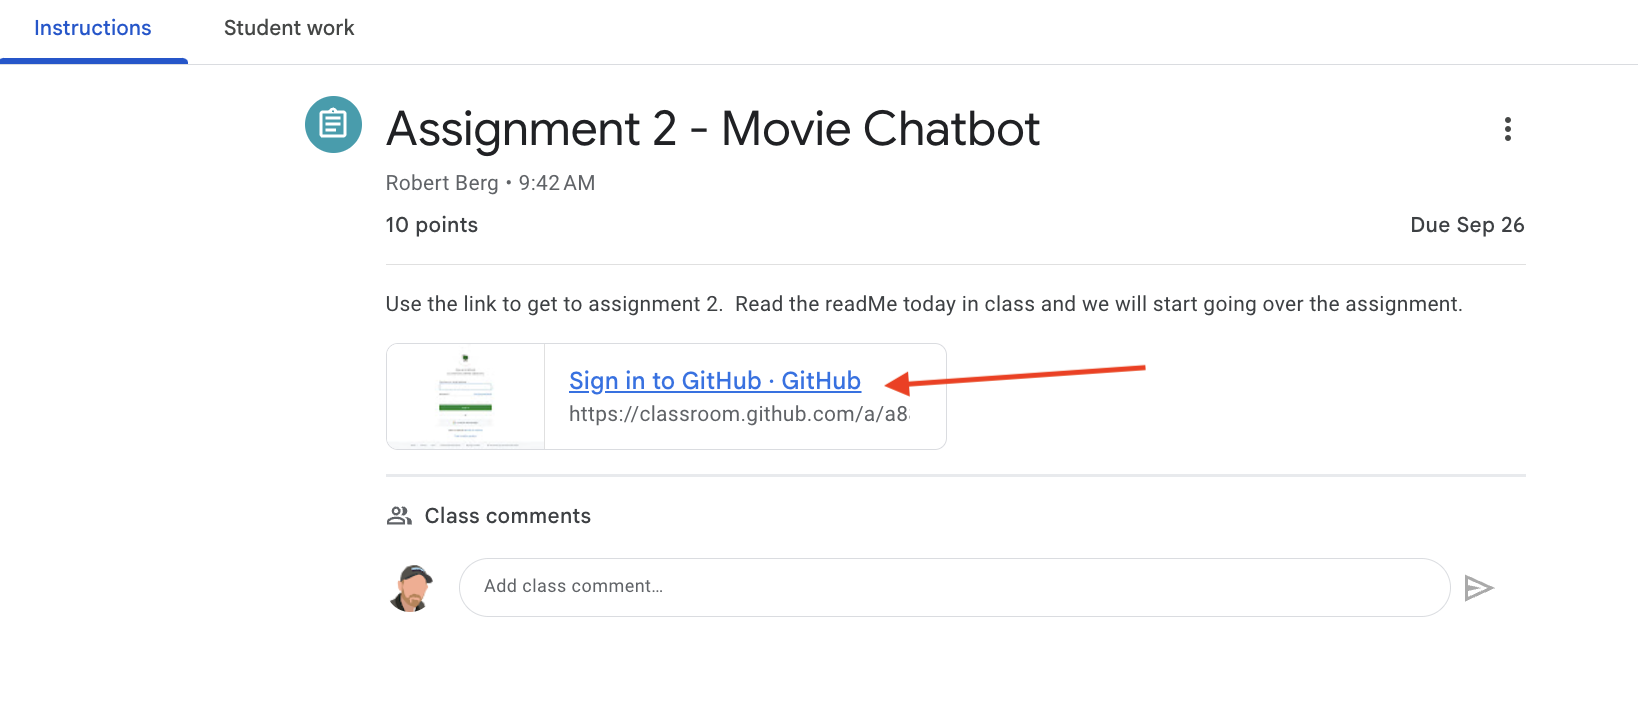 Instructions
Student work
Assignment 2 - Movie Chatbot
Robert Berg • 9:42 AM
10 points
Due Sep 26
Use the link to get to assignment 2.  Read the readMe today in class and we will start going over the assignment.
Sign in to GitHub · GitHub
https://classroom.github.com/a/a8
Class comments
Add class comment…